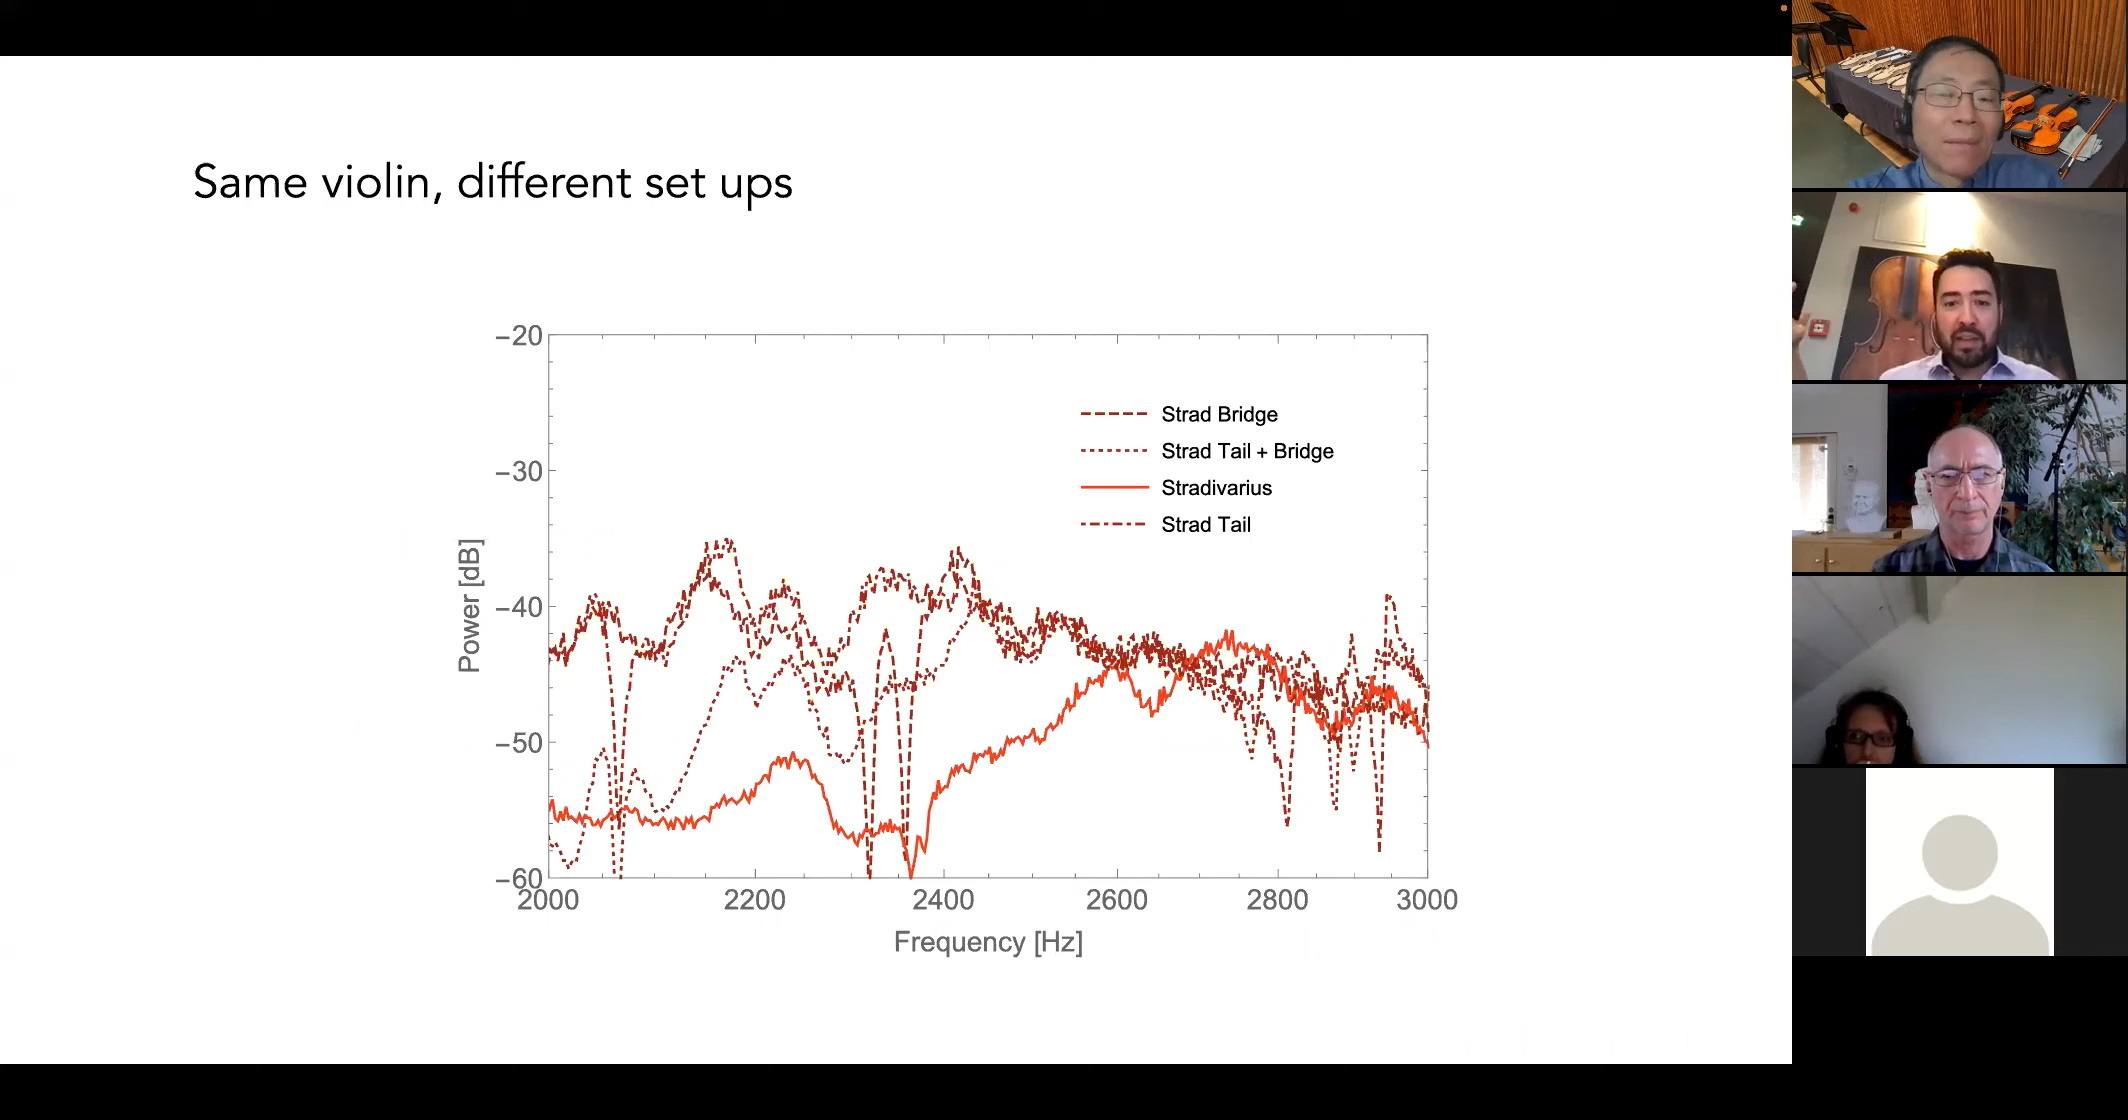 Same violin, different set ups
−20
−30
−40
−50
−60
Power [dB]
Strad Bridge
Strad Tail + Bridge
Stradivarius
Strad Tail
2000 2200 2400 2600 2800 3000
Frequency [Hz]